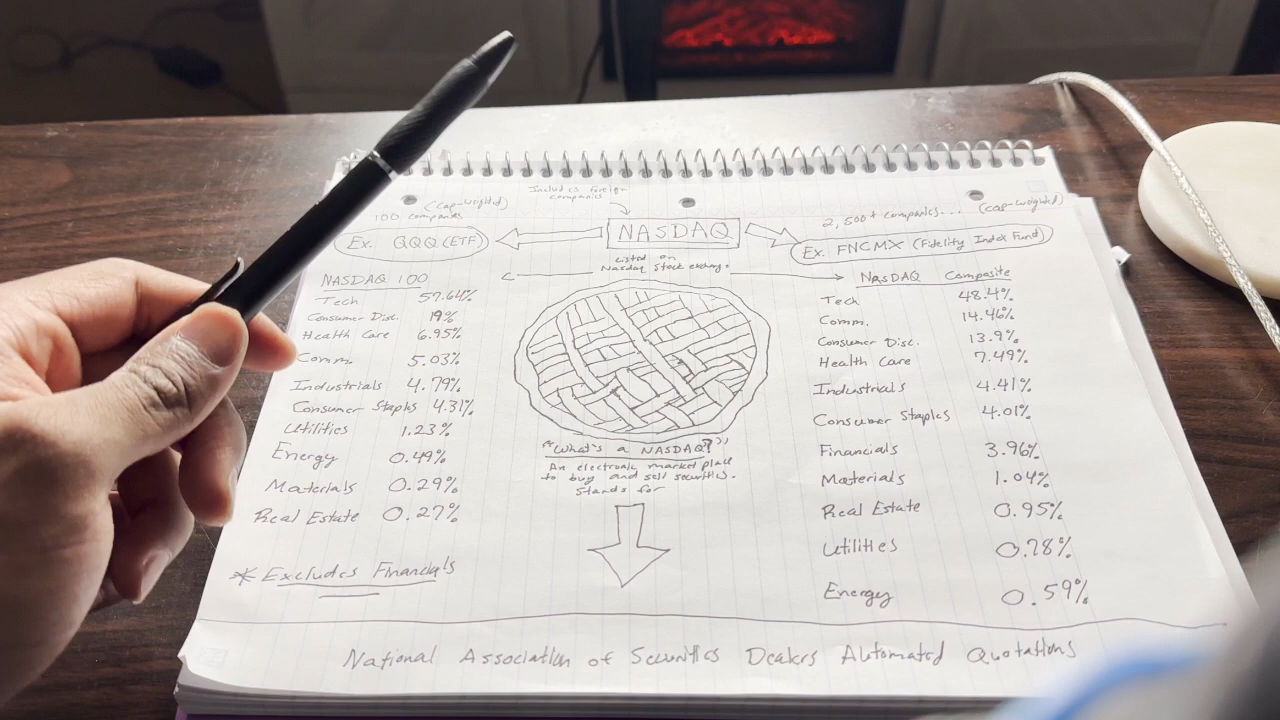 Includes foreign companies
NASDAQ
Listed on
Nasdaq Stock exchange
(Cap-weighted)
100 companies
Ex. QQQ (ETF)
NASDAQ 100
Tech 57.64%
Consumer Disc. 19%
Health Care 6.95%
Comm. 5.03%
Industrials 4.79%
Consumer Staples 4.31%
Utilities 1.23%
Energy 0.49%
Materials 0.29%
Real Estate 0.27%
* Excludes Financials
"What's a NASDAQ?"
An electronic market place
to buy and sell securities.
Stands for
2,500+ companies... (cap-weighted)
Ex. FNCMX (Fidelity Index Fund)
NASDAQ Composite
Tech 48.4%
Comm. 14.46%
Consumer Disc. 13.9%
Health Care 7.49%
Industrials 4.41%
Consumer Staples 4.01%
Financials 3.96%
Materials 1.04%
Real Estate 0.95%
Utilities 0.78%
Energy 0.59%
National Association of Securities Dealers Automated Quotations